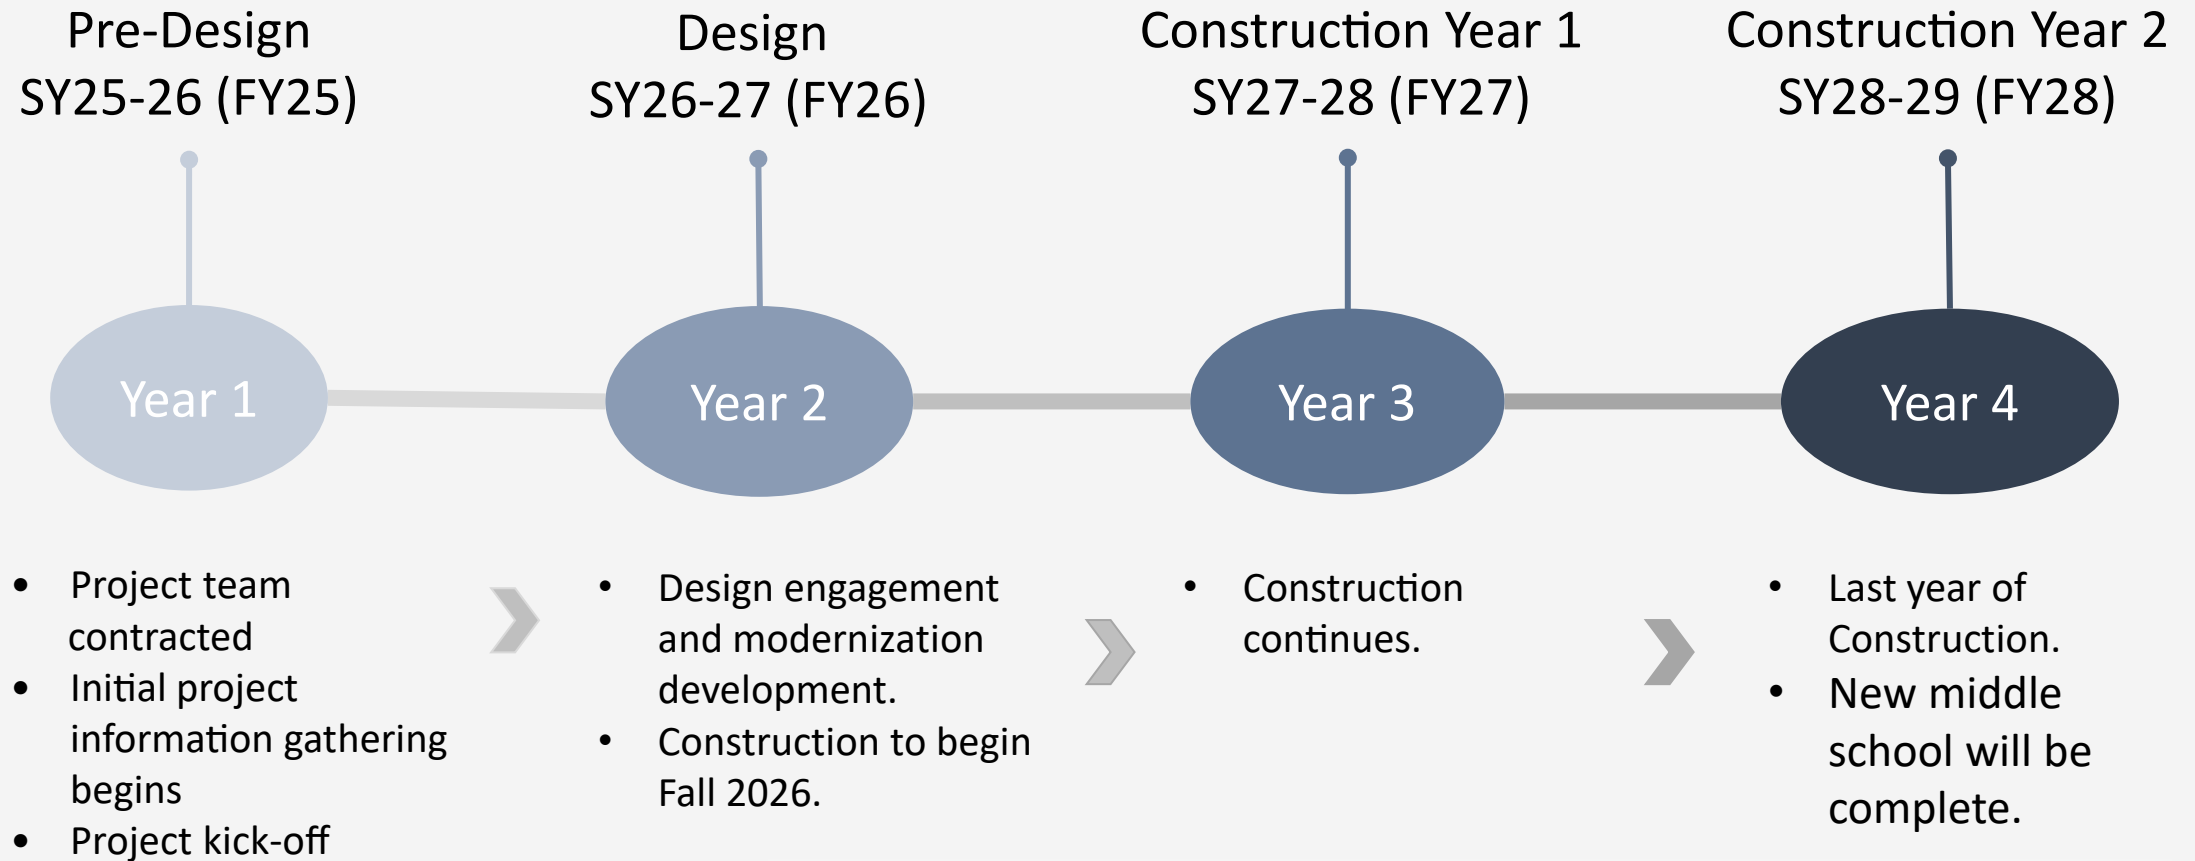 Pre-Design
SY25-26 (FY25)
Design
SY26-27 (FY26)
Construction Year 1
SY27-28 (FY27)
Construction Year 2
SY28-29 (FY28)
Year 1
Year 2
Year 3
Year 4
• Project team
contracted
• Initial project
information gathering
begins
• Project kick-off
• Design engagement
and modernization
development.
• Construction to begin
Fall 2026.
• Construction
continues.
• Last year of
Construction.
• New middle
school will be
complete.